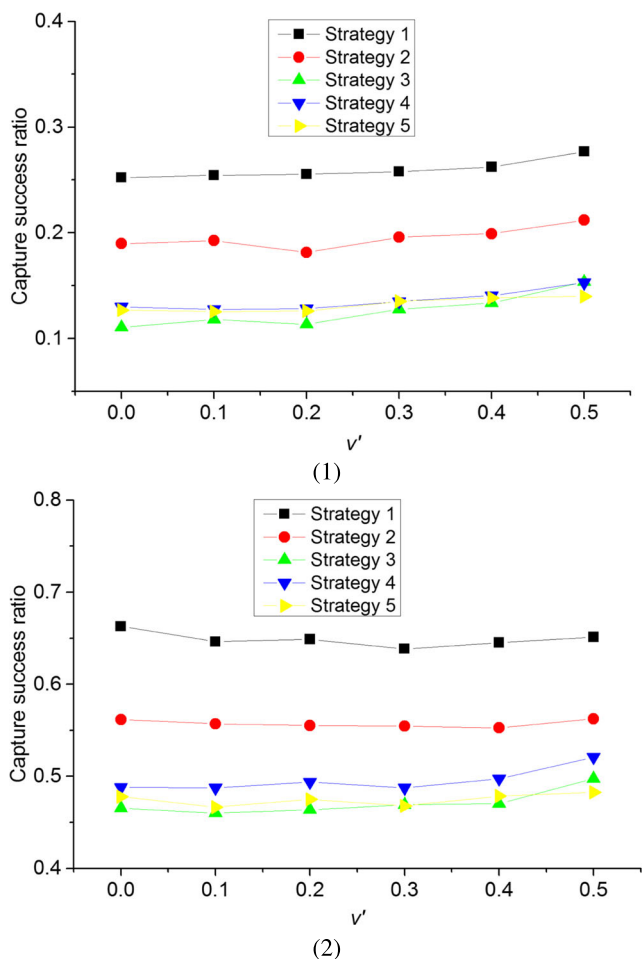 0.4
0.3
0.2
0.1
Capture success ratio
Strategy 1
Strategy 2
Strategy 3
Strategy 4
Strategy 5
0.0 0.1 0.2 0.3 0.4 0.5
v'
(1)
0.8
0.7
0.6
0.5
0.4
Capture success ratio
Strategy 1
Strategy 2
Strategy 3
Strategy 4
Strategy 5
0.0 0.1 0.2 0.3 0.4 0.5
v'
(2)